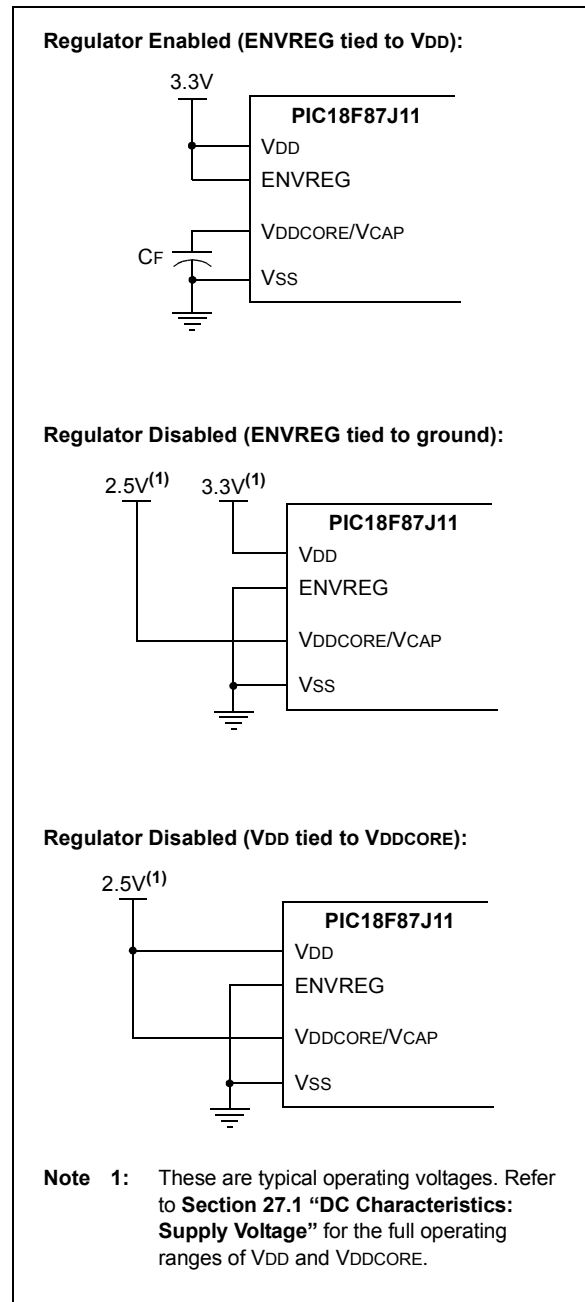 Regulator Enabled (ENVREG tied to VDD):
3.3V
PIC18F87J11
VDD
ENVREG
VDDCORE/VCAP
CF
VSS
Regulator Disabled (ENVREG tied to ground):
2.5V(1) 3.3V(1)
PIC18F87J11
VDD
ENVREG
VDDCORE/VCAP
VSS
Regulator Disabled (VDD tied to VDDCORE):
2.5V(1)
PIC18F87J11
VDD
ENVREG
VDDCORE/VCAP
VSS
Note 1: These are typical operating voltages. Refer
to Section 27.1 “DC Characteristics:
Supply Voltage” for the full operating
ranges of VDD and VDDCORE.